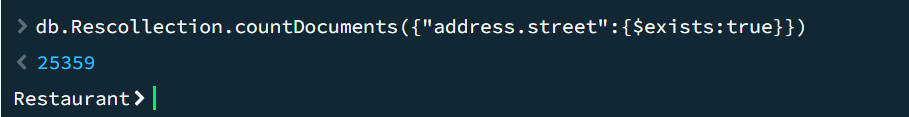 > db.Rescollection.countDocuments({"address.street":{$exists:true}})
< 25359
Restaurant>